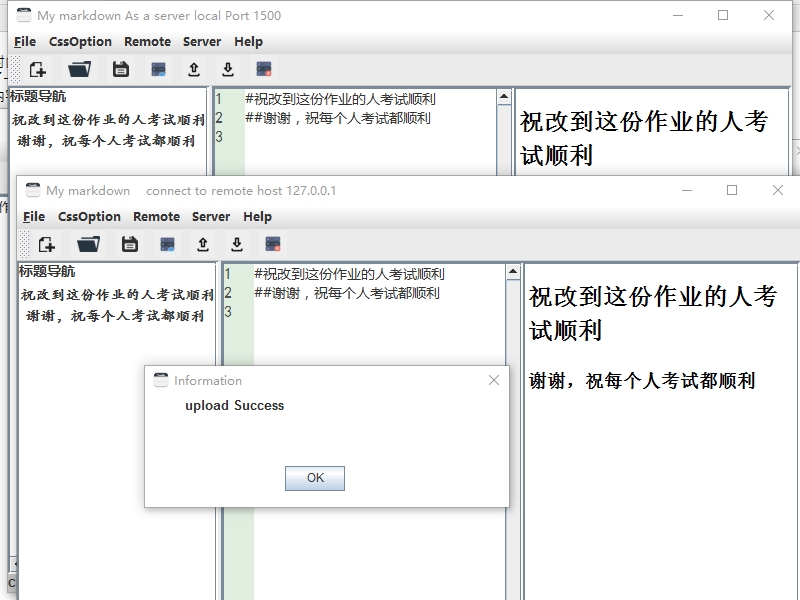 My markdown As a server local Port 1500
File CssOption Remote Server Help
标题导航
祝改到这份作业的人考试顺利
谢谢，祝每个人考试都顺利
1 #祝改到这份作业的人考试顺利
2 ##谢谢，祝每个人考试都顺利
3
祝改到这份作业的人考
试顺利
My markdown connect to remote host 127.0.0.1
File CssOption Remote Server Help
标题导航
祝改到这份作业的人考试顺利
谢谢，祝每个人考试都顺利
1 #祝改到这份作业的人考试顺利
2 ##谢谢，祝每个人考试都顺利
3
祝改到这份作业的人考
试顺利
谢谢，祝每个人考试都顺利
Information
upload Success
OK